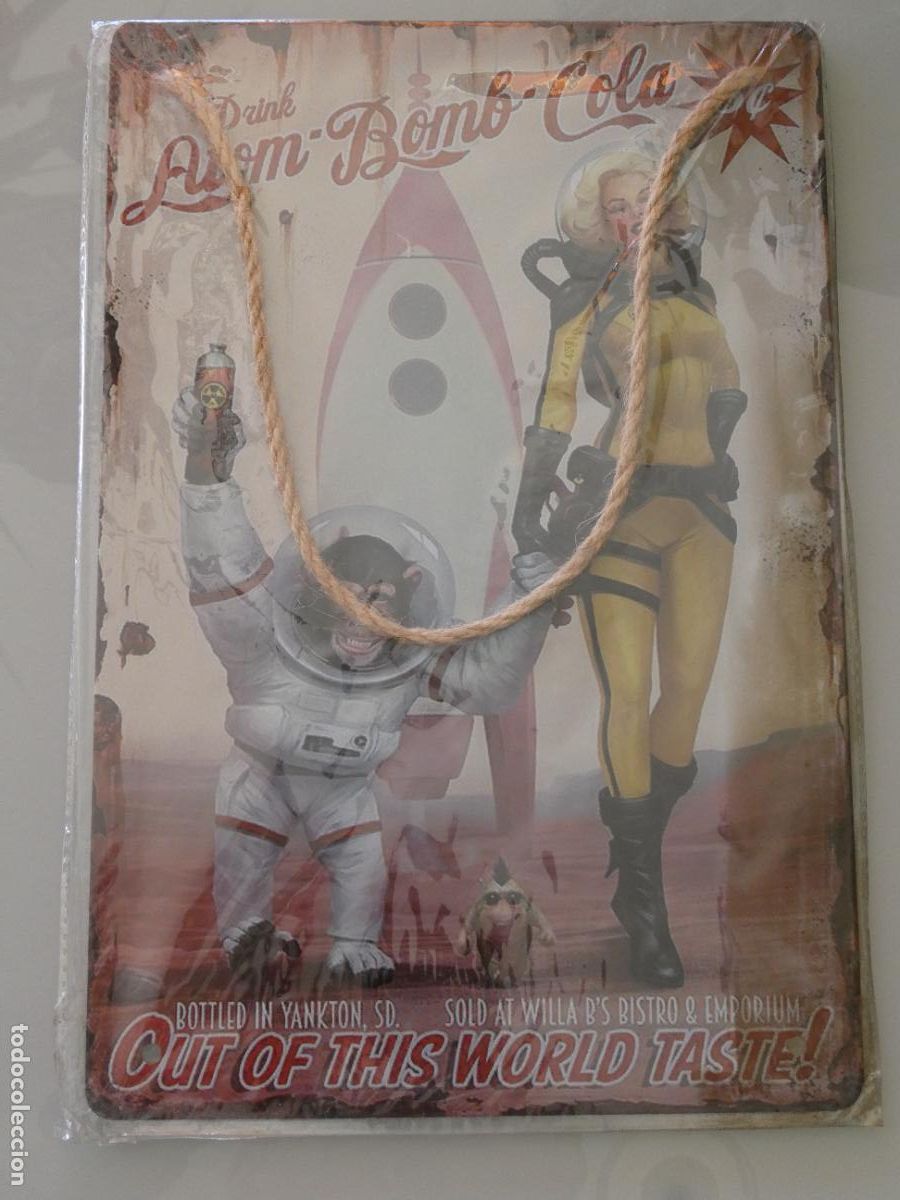 Drink
Atom-Bomb-Cola
BOTTLED IN YANKTON, SD. SOLD AT WILLA B'S BISTRO & EMPORIUM
OUT OF THIS WORLD TASTE!
todocoleccion